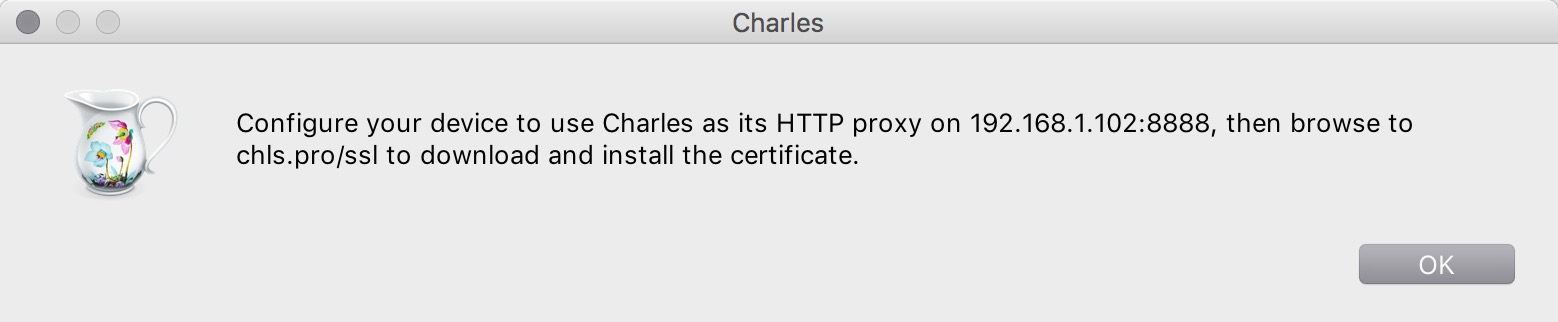 Charles
Configure your device to use Charles as its HTTP proxy on 192.168.1.102:8888, then browse to
chls.pro/ssl to download and install the certificate.
OK